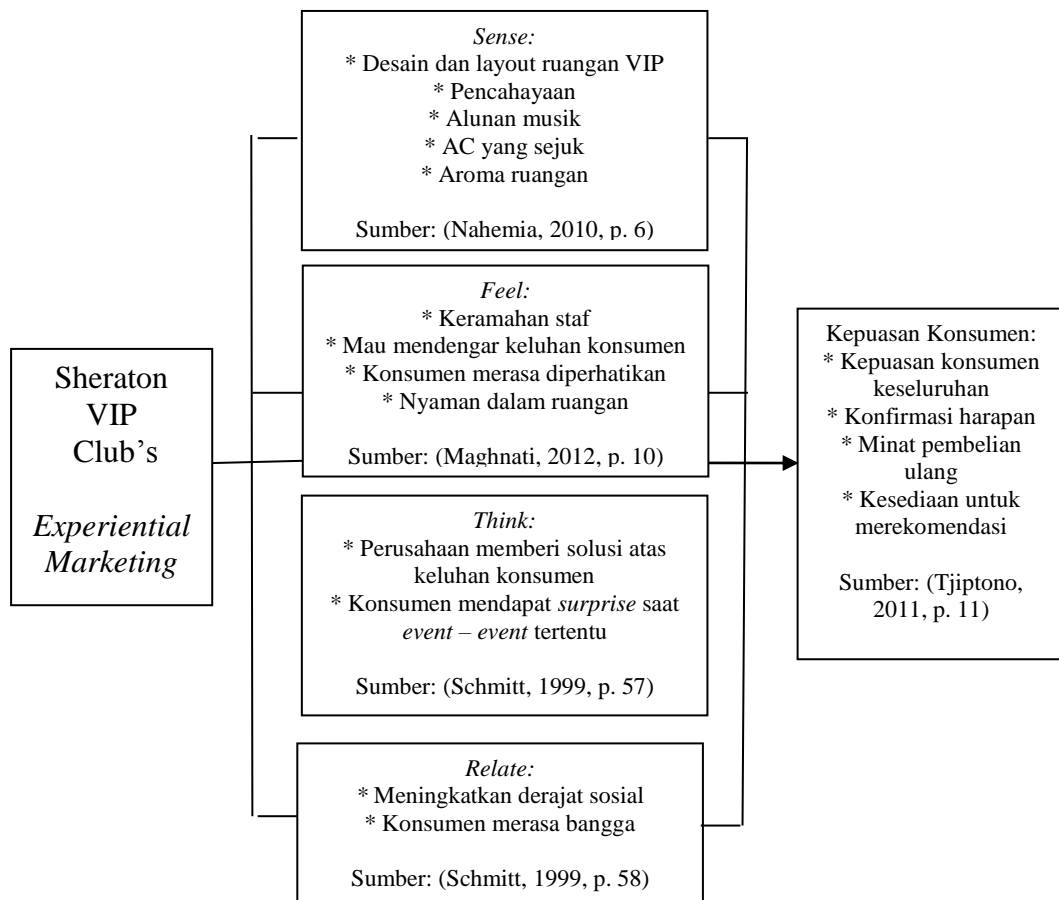 Sheraton
VIP
Club's
Experiential
Marketing
Sense:
* Desain dan layout ruangan VIP
* Pencahayaan
* Alunan musik
* AC yang sejuk
* Aroma ruangan
Sumber: (Nahemia, 2010, p. 6)
Feel:
* Keramahan staf
* Mau mendengar keluhan konsumen
* Konsumen merasa diperhatikan
* Nyaman dalam ruangan
Sumber: (Maghnati, 2012, p. 10)
Think:
* Perusahaan memberi solusi atas
keluhan konsumen
* Konsumen mendapat surprise saat
event – event tertentu
Sumber: (Schmitt, 1999, p. 57)
Relate:
* Meningkatkan derajat sosial
* Konsumen merasa bangga
Sumber: (Schmitt, 1999, p. 58)
Kepuasan Konsumen:
* Kepuasan konsumen
keseluruhan
* Konfirmasi harapan
* Minat pembelian
ulang
* Kesediaan untuk
merekomendasi
Sumber: (Tjiptono,
2011, p. 11)